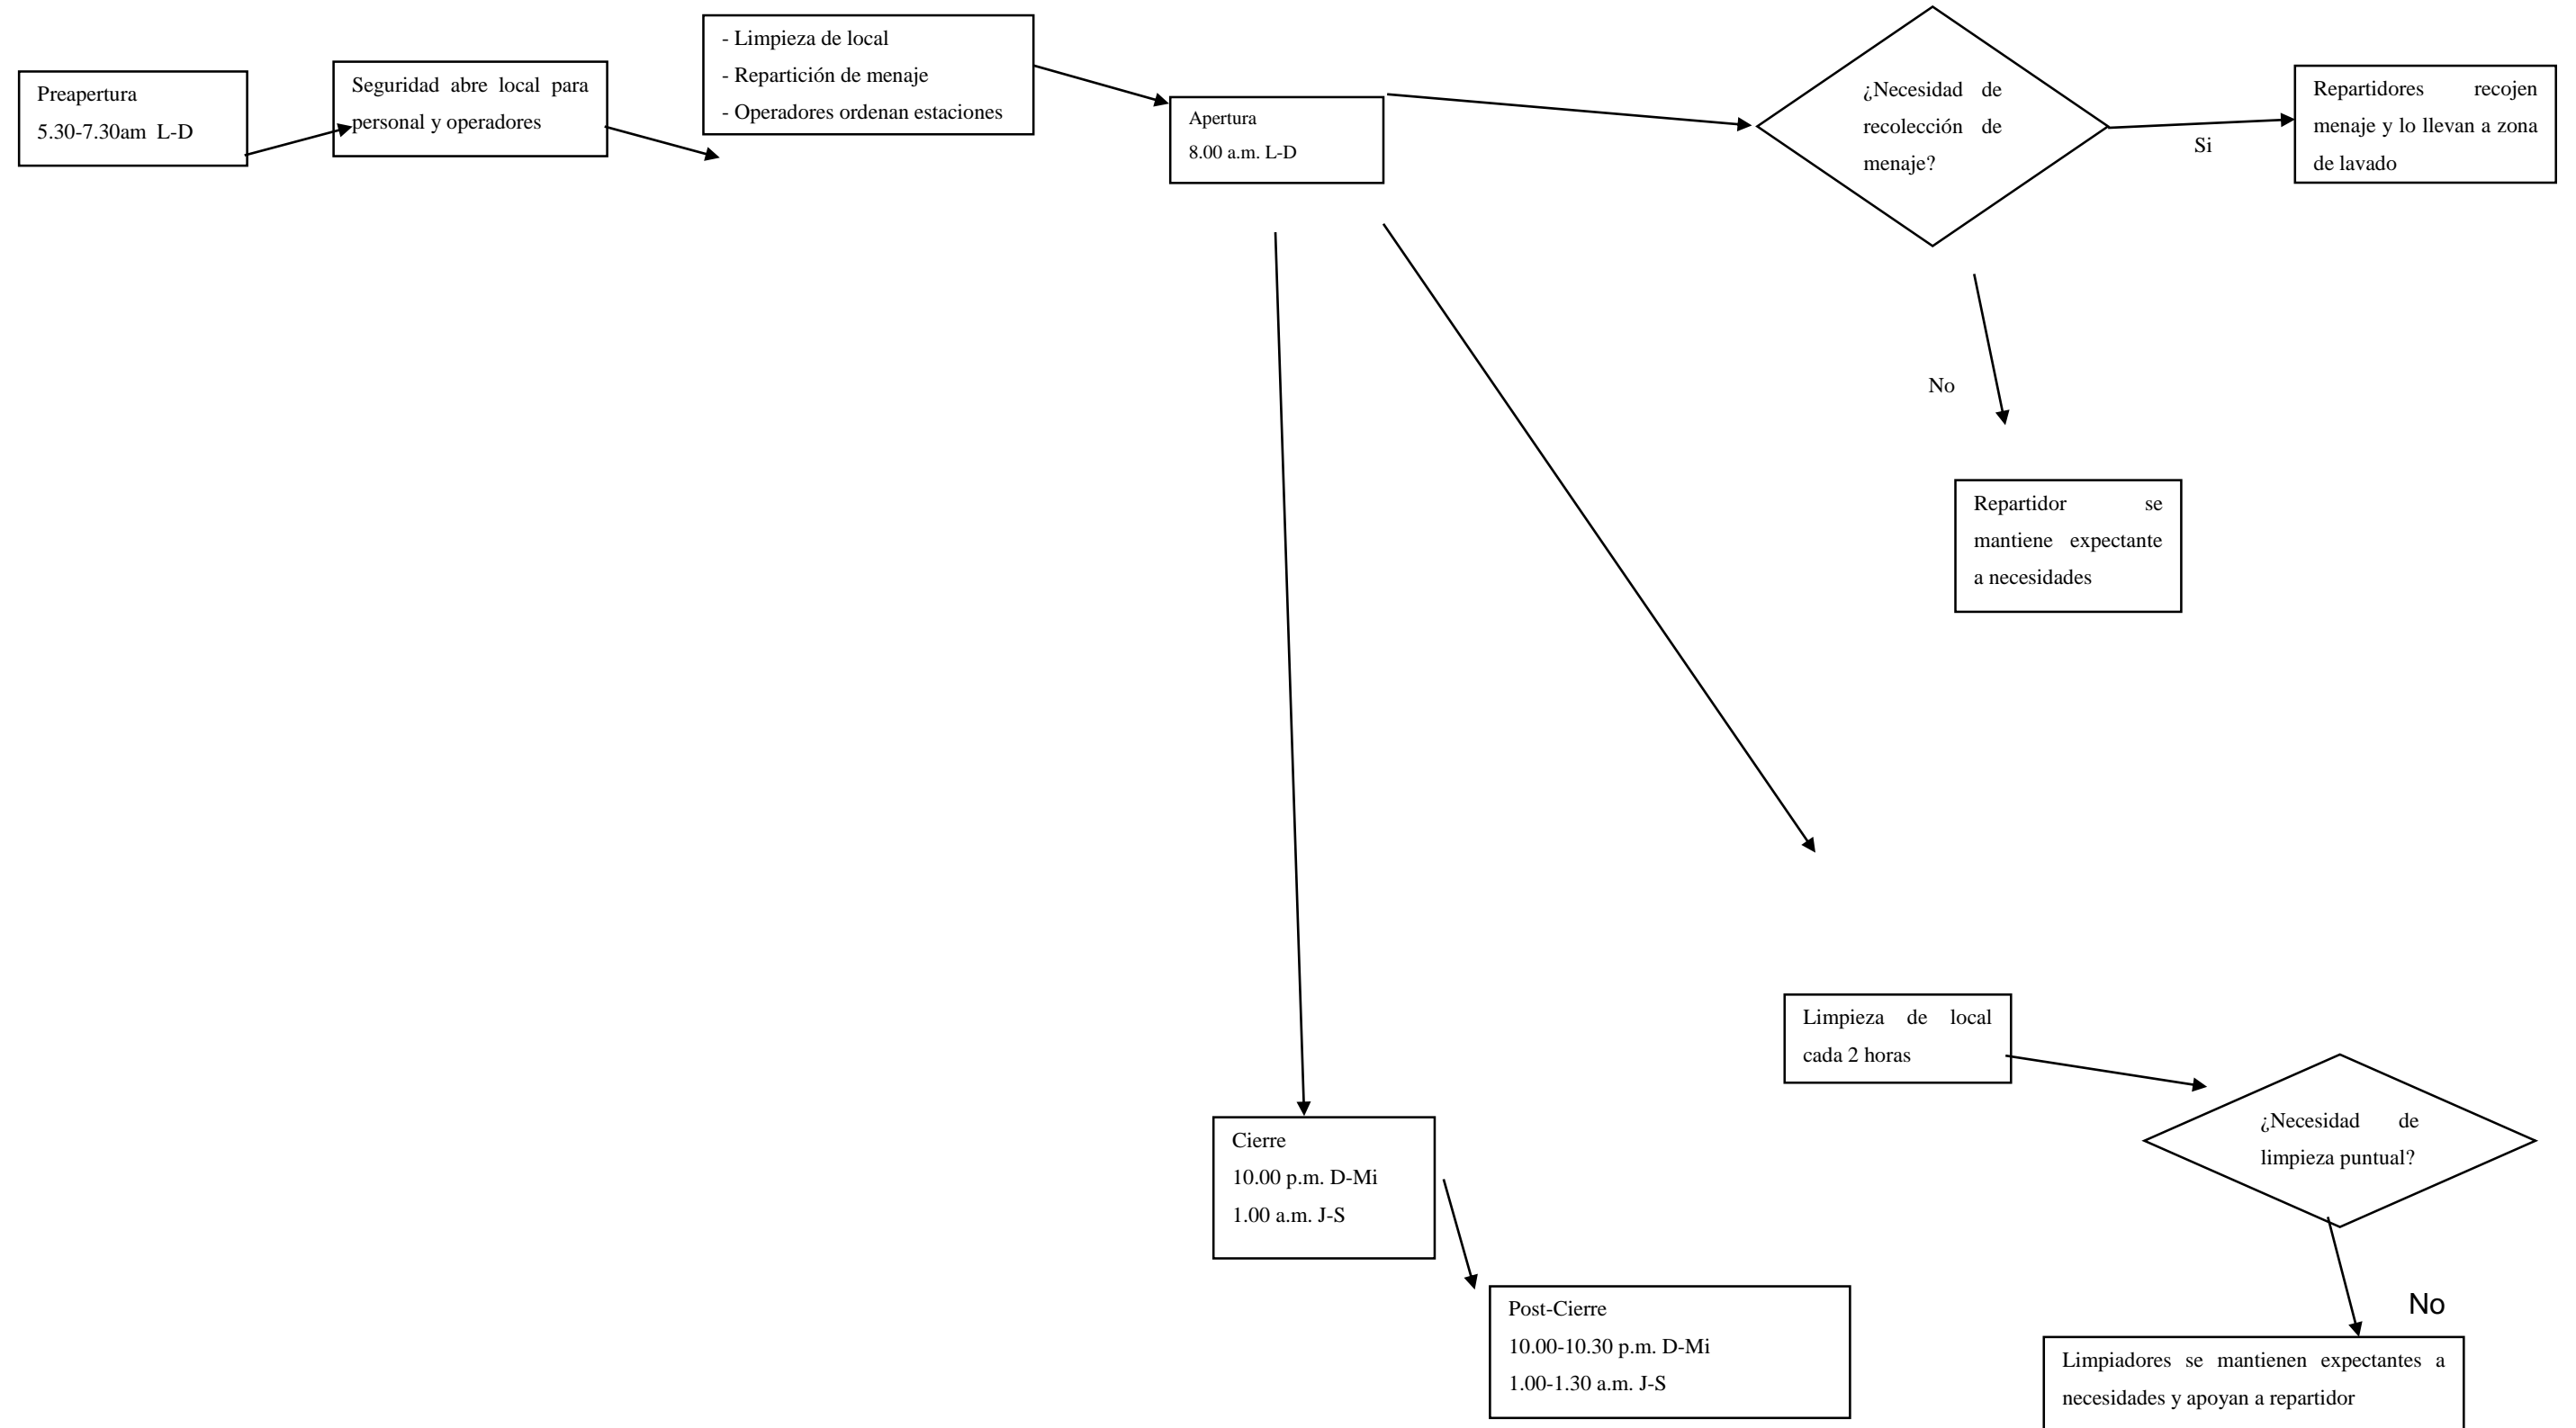 Preapertura
5.30-7.30am L-D
Seguridad abre local para
personal y operadores
- Limpieza de local
- Repartición de menaje
- Operadores ordenan estaciones
Apertura
8.00 a.m. L-D
¿Necesidad de
recolección de
menaje?
Si
Repartidores recojen
menaje y lo llevan a zona
de lavado
No
Repartidor se
mantiene expectante
a necesidades
Limpieza de local
cada 2 horas
¿Necesidad de
limpieza puntual?
Cierre
10.00 p.m. D-Mi
1.00 a.m. J-S
Post-Cierre
10.00-10.30 p.m. D-Mi
1.00-1.30 a.m. J-S
No
Limpiadores se mantienen expectantes a
necesidades y apoyan a repartidor